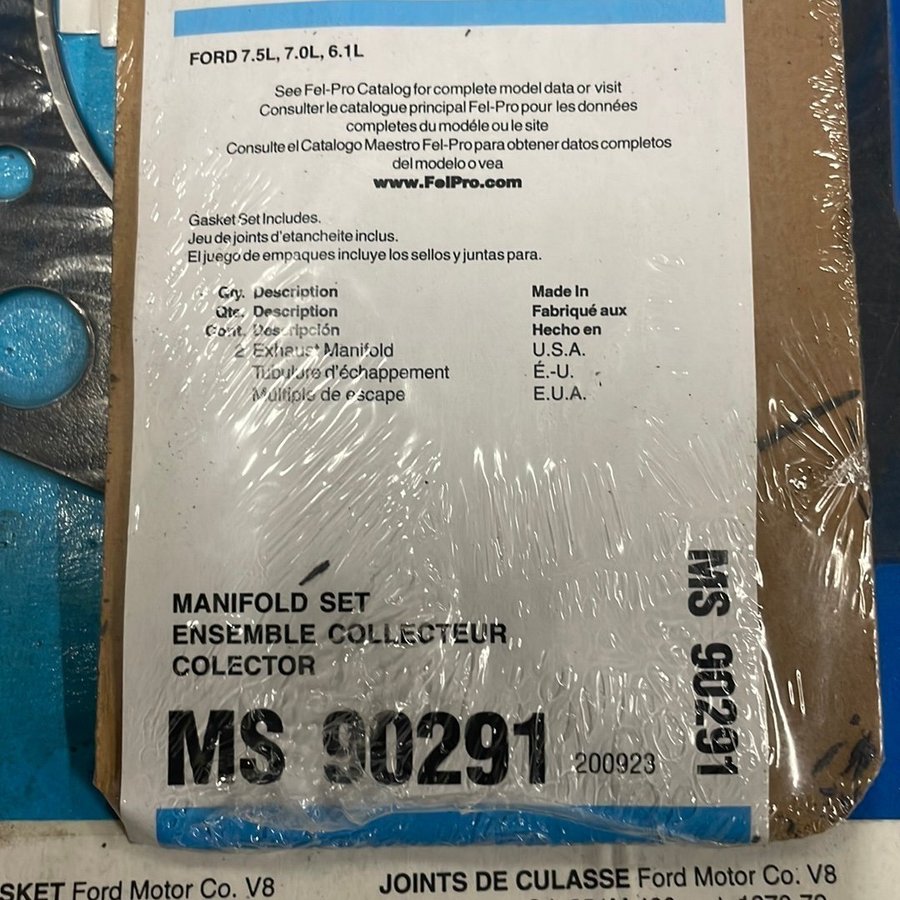 FORD 7.5L, 7.0L, 6.1L
See Fel-Pro Catalog for complete model data or visit
Consulter le catalogue principal Fel-Pro pour les données
completes du modéle ou le site
Consulte el Catalogo Maestro Fel-Pro para obtener datos completos
del modelo o vea
www.FelPro.com
Gasket Set Includes.
Jeu de joints d'etancheite inclus.
El juego de empaques incluye los sellos y juntas para.
Qty. Description Made In
Qte. Description Fabriqué aux
Cont. Descripción Hecho en
2 Exhaust Manifold U.S.A.
Tubulure d'échappement É.-U.
Multiple de escape E.U.A.
MANIFOLD SET
ENSEMBLE COLLECTEUR
COLECTOR
MS 90291 200923
MS 90291
SKET Ford Motor Co. V8
JOINTS DE CULASSE Ford Motor Co. V8